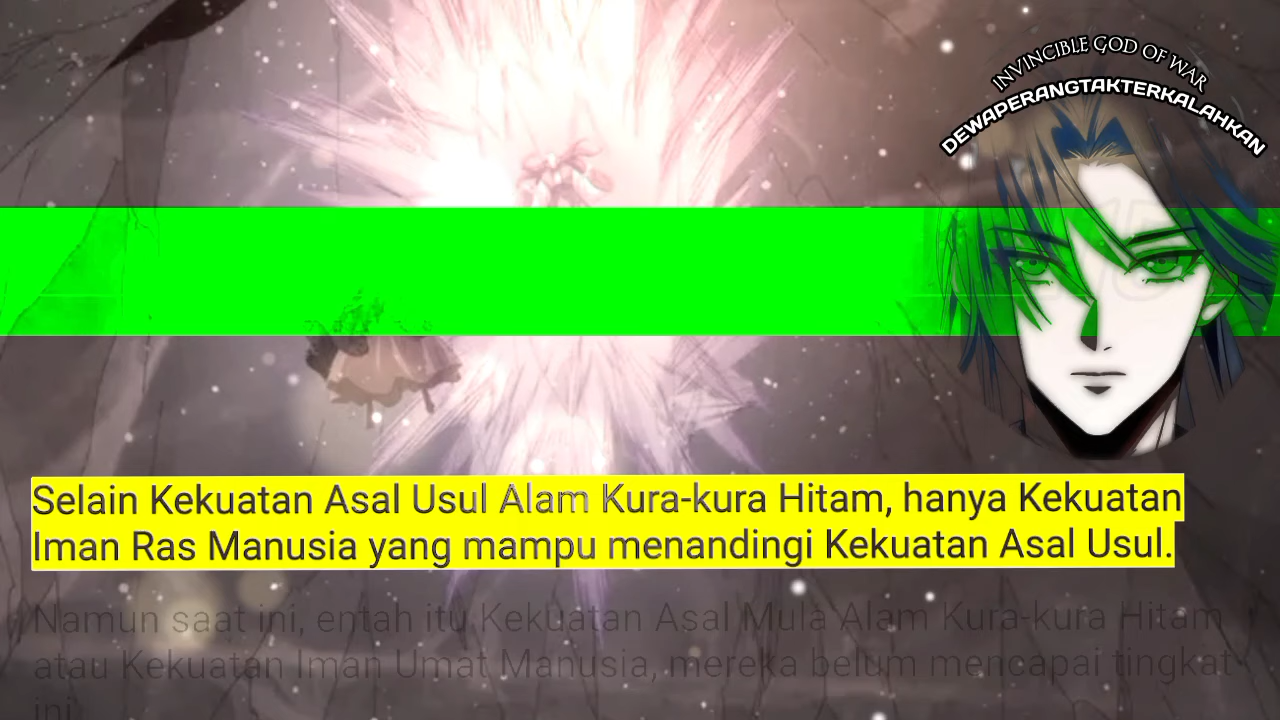 INVINCIBLE GOD OF WAR
DEWAPERANGTAKTERKALAHKAN
Selain Kekuatan Asal Usul Alam Kura-kura Hitam, hanya Kekuatan
Iman Ras Manusia yang mampu menandingi Kekuatan Asal Usul.
Namun saat ini, entah itu Kekuatan Asal Mula Alam Kura-kura Hitam
atau Kekuatan Iman Umat Manusia, mereka belum mencapai tingkat
ini